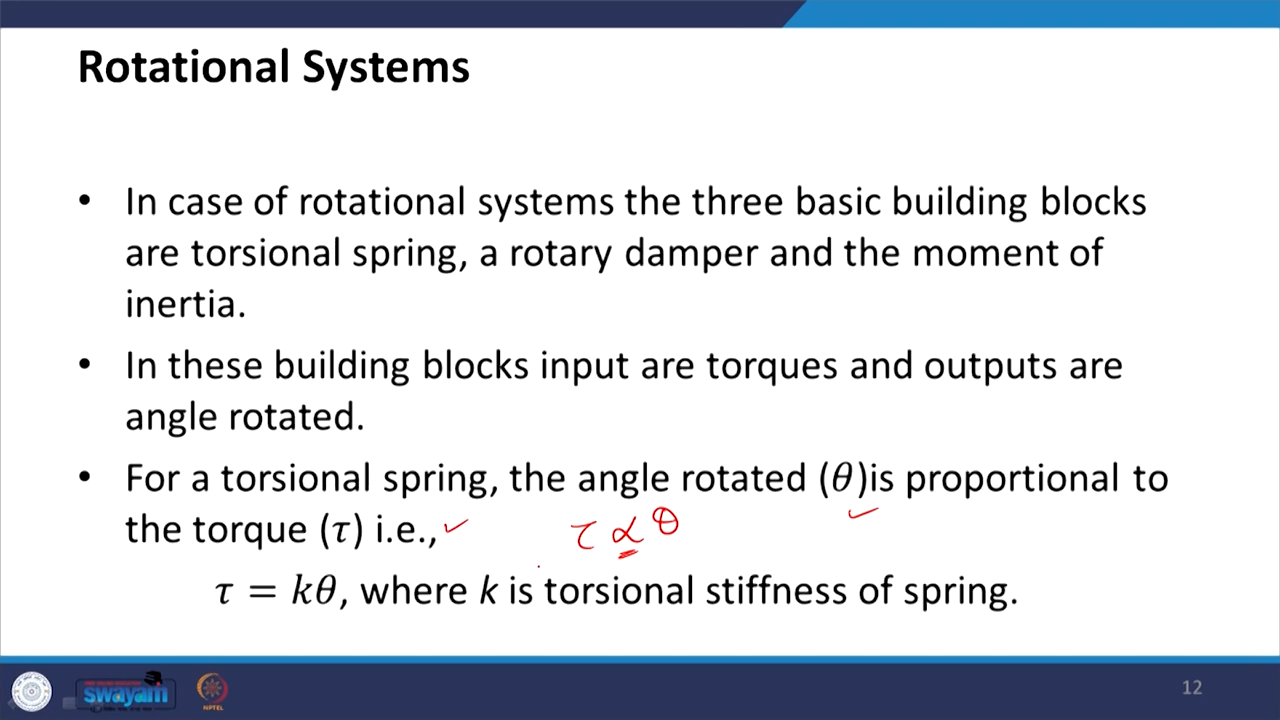 Rotational Systems
• In case of rotational systems the three basic building blocks
are torsional spring, a rotary damper and the moment of
inertia.
• In these building blocks input are torques and outputs are
angle rotated.
• For a torsional spring, the angle rotated (θ)is proportional to
the torque (τ) i.e., τ ∝ θ
τ = kθ, where k is torsional stiffness of spring.
swayam
NPTEL
12